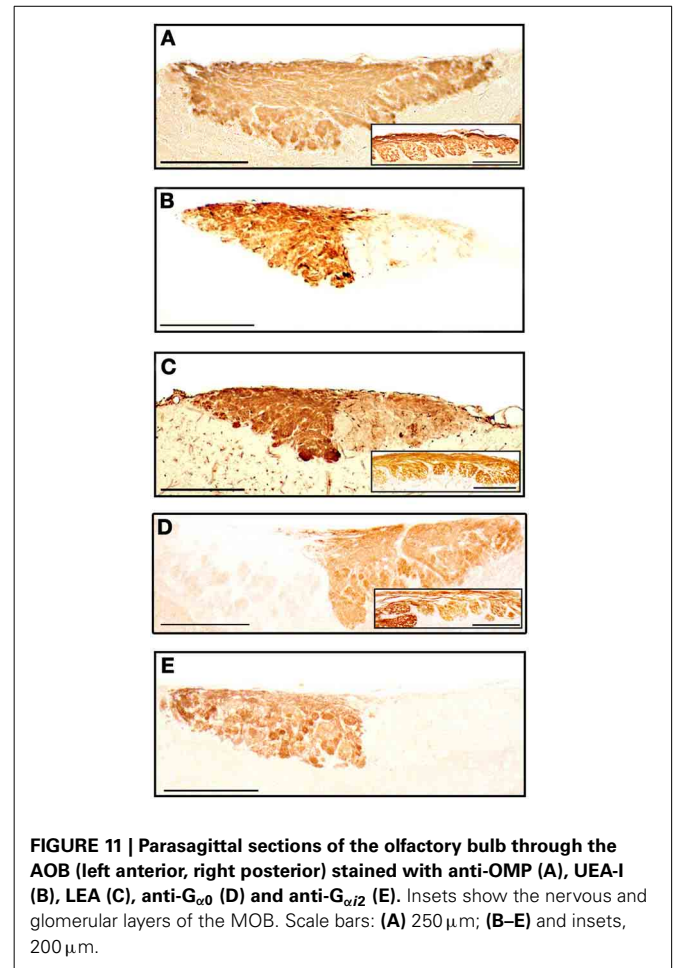 A
B
C
D
E
FIGURE 11 | Parasagittal sections of the olfactory bulb through the
AOB (left anterior, right posterior) stained with anti-OMP (A), UEA-I
(B), LEA (C), anti-Gα0 (D) and anti-Gαi2 (E). Insets show the nervous and
glomerular layers of the MOB. Scale bars: (A) 250 μm; (B–E) and insets,
200 μm.